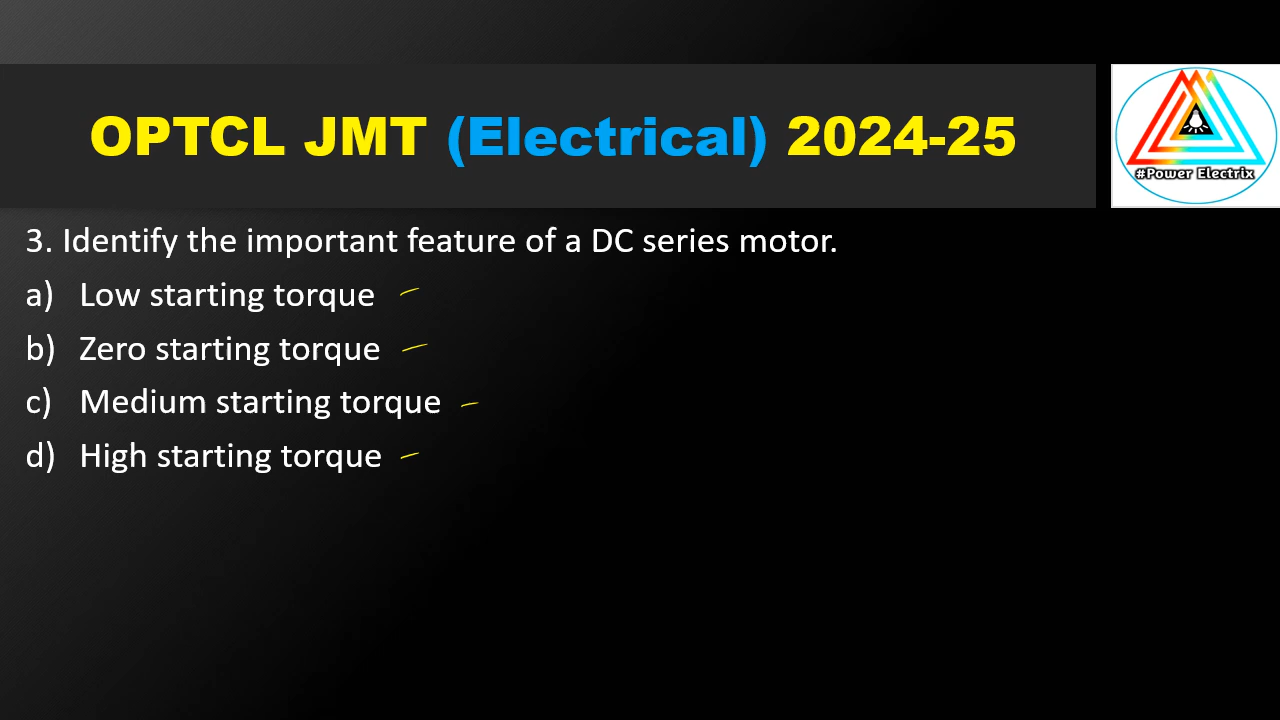 OPTCL JMT (Electrical) 2024-25
#Power Electrix
3. Identify the important feature of a DC series motor.
a) Low starting torque
b) Zero starting torque
c) Medium starting torque
d) High starting torque